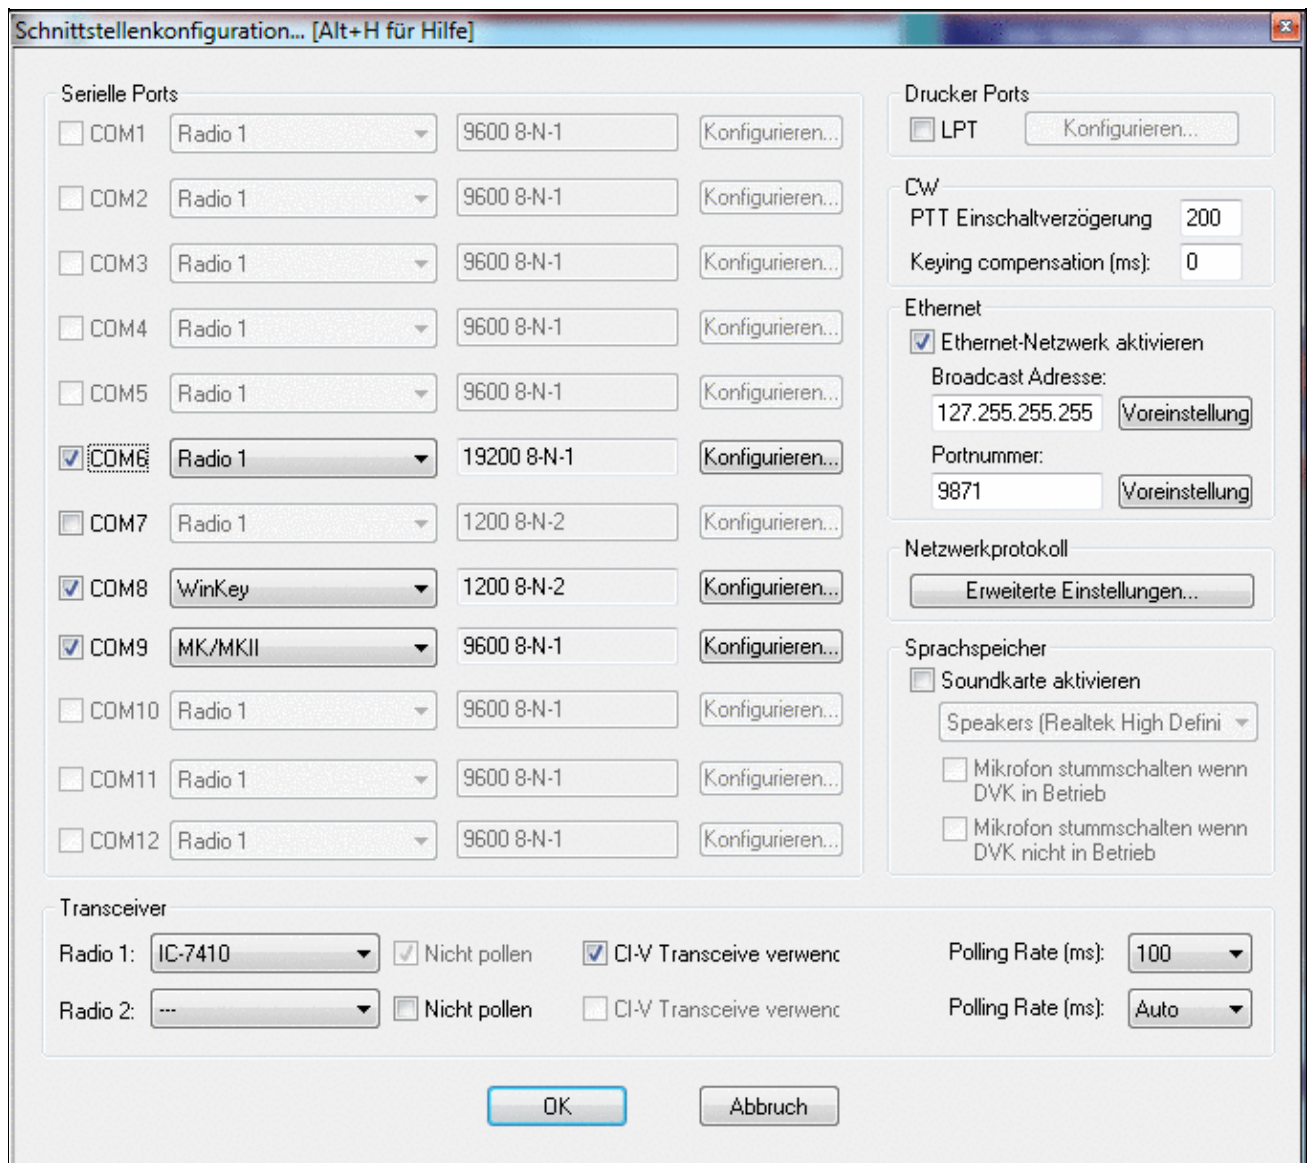 Schnittstellenkonfiguration... [Alt+H für Hilfe]
Serielle Ports
COM1 Radio 1 9600 8-N-1 Konfigurieren...
COM2 Radio 1 9600 8-N-1 Konfigurieren...
COM3 Radio 1 9600 8-N-1 Konfigurieren...
COM4 Radio 1 9600 8-N-1 Konfigurieren...
COM5 Radio 1 9600 8-N-1 Konfigurieren...
COM6 Radio 1 19200 8-N-1 Konfigurieren...
COM7 Radio 1 1200 8-N-2 Konfigurieren...
COM8 WinKey 1200 8-N-2 Konfigurieren...
COM9 MK/MKII 9600 8-N-1 Konfigurieren...
COM10 Radio 1 9600 8-N-1 Konfigurieren...
COM11 Radio 1 9600 8-N-1 Konfigurieren...
COM12 Radio 1 9600 8-N-1 Konfigurieren...
Drucker Ports
LPT Konfigurieren...
CW
PTT Einschaltverzögerung 200
Keying compensation (ms): 0
Ethernet
Ethernet-Netzwerk aktivieren
Broadcast Adresse:
127.255.255.255 Voreinstellung
Portnummer:
9871 Voreinstellung
Netzwerkprotokoll
Erweiterte Einstellungen...
Sprachspeicher
Soundkarte aktivieren
Speakers (Realtek High Defini
Mikrofon stummschalten wenn
DVK in Betrieb
Mikrofon stummschalten wenn
DVK nicht in Betrieb
Transceiver
Radio 1: IC-7410 Nicht pollen CI-V Transceive verwenc Polling Rate (ms): 100
Radio 2: --- Nicht pollen CI-V Transceive verwenc Polling Rate (ms): Auto
OK Abbruch